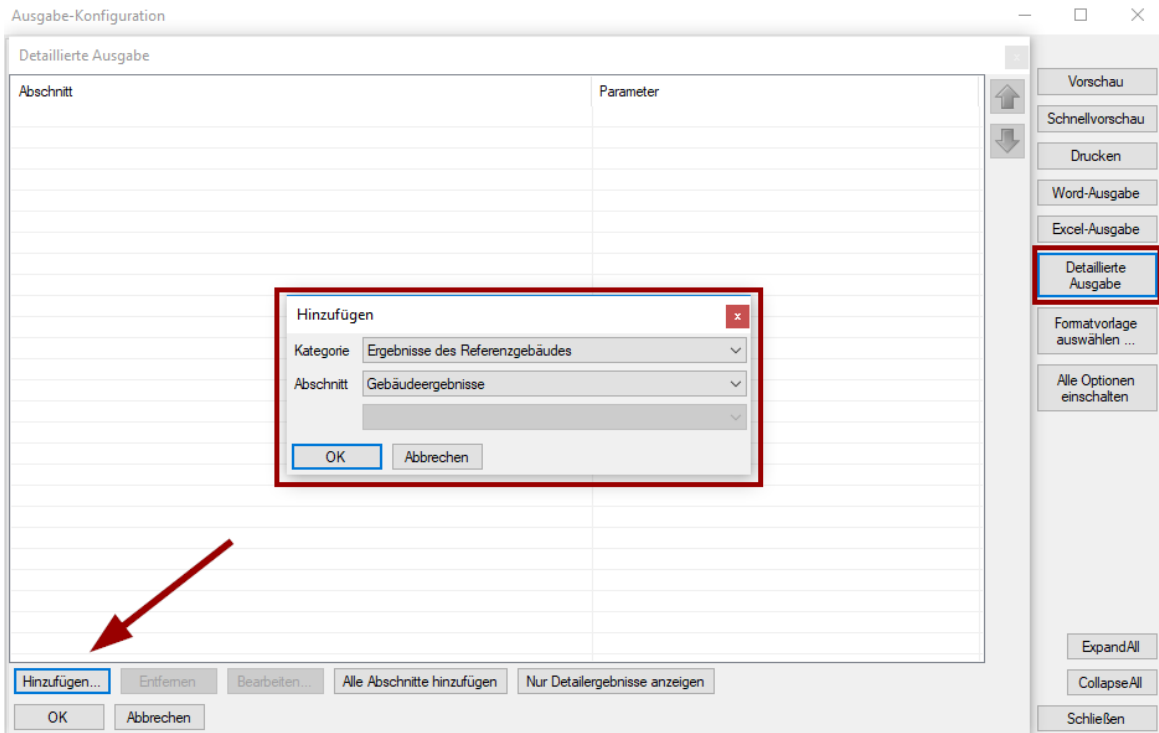 Ausgabe-Konfiguration
Detaillierte Ausgabe
Abschnitt
Parameter
Vorschau
Schnellvorschau
Drucken
Word-Ausgabe
Excel-Ausgabe
Detaillierte
Ausgabe
Formatvorlage
auswählen ...
Alle Optionen
einschalten
Hinzufügen
Kategorie Ergebnisse des Referenzgebäudes
Abschnitt Gebäudeergebnisse
OK Abbrechen
ExpandAll
CollapseAll
Schließen
Hinzufügen... Entfernen Bearbeiten... Alle Abschnitte hinzufügen Nur Detailergebnisse anzeigen
OK Abbrechen